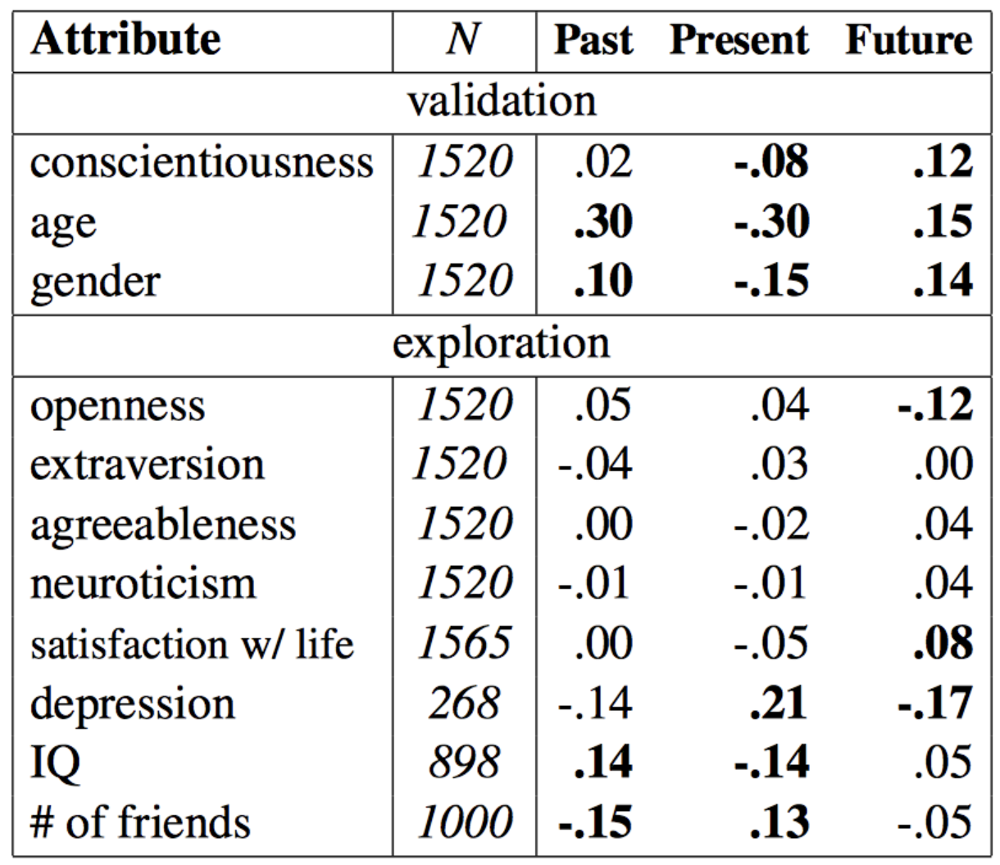 Attribute N Past Present Future
validation
conscientiousness 1520 .02 -.08 .12
age 1520 .30 -.30 .15
gender 1520 .10 -.15 .14
exploration
openness 1520 .05 .04 -.12
extraversion 1520 -.04 .03 .00
agreeableness 1520 .00 -.02 .04
neuroticism 1520 -.01 -.01 .04
satisfaction w/ life 1565 .00 -.05 .08
depression 268 -.14 .21 -.17
IQ 898 .14 -.14 .05
# of friends 1000 -.15 .13 -.05